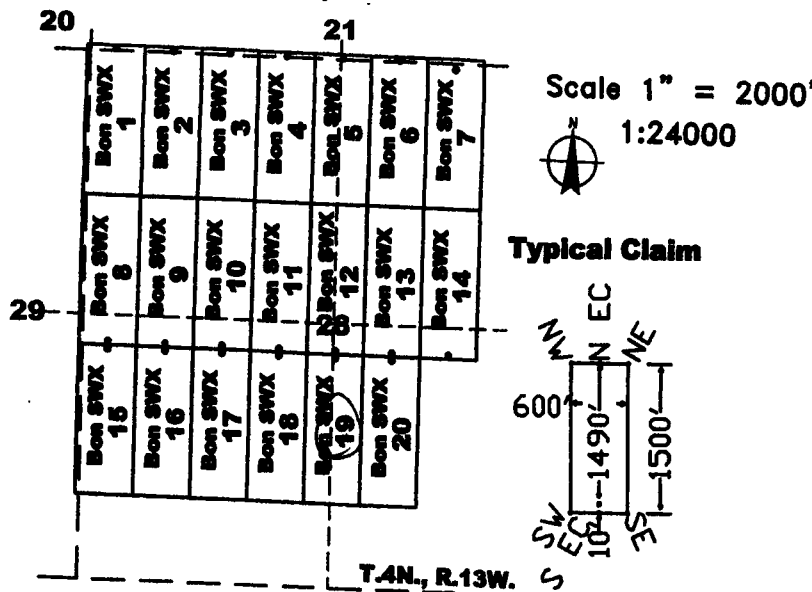 20
21
Bon SWX 1
Bon SWX 2
Bon SWX 3
Bon SWX 4
Bon SWX 5
Bon SWX 6
Bon SWX 7
Scale 1" = 2000'
N
1:24000
Bon SWX 8
Bon SWX 9
Bon SWX 10
Bon SWX 11
Bon SWX 12
Bon SWX 13
Bon SWX 14
Typical Claim
29
28
Bon SWX 15
Bon SWX 16
Bon SWX 17
Bon SWX 18
Bon SWX 19
Bon SWX 20
NW
N EC
NE
600'
1490'
1500'
SW
S EC
10'
SE
T.4N., R.13W.